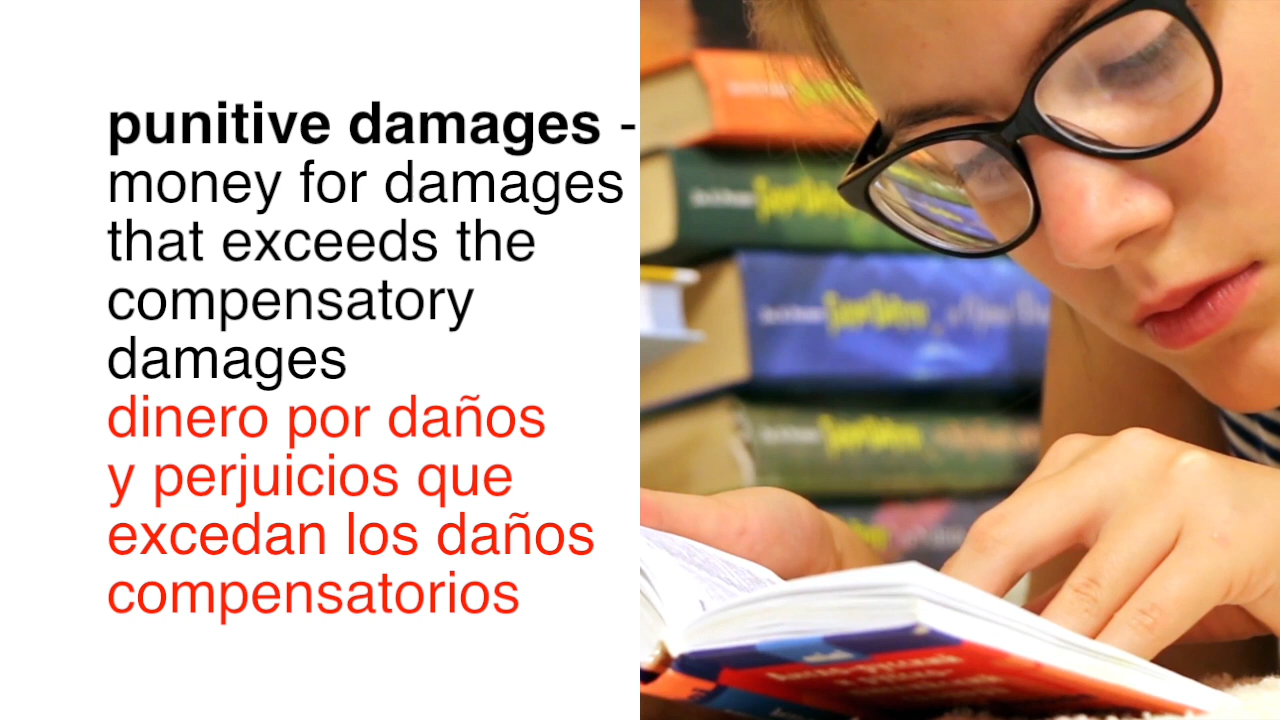 punitive damages -
money for damages
that exceeds the
compensatory
damages
dinero por daños
y perjuicios que
excedan los daños
compensatorios